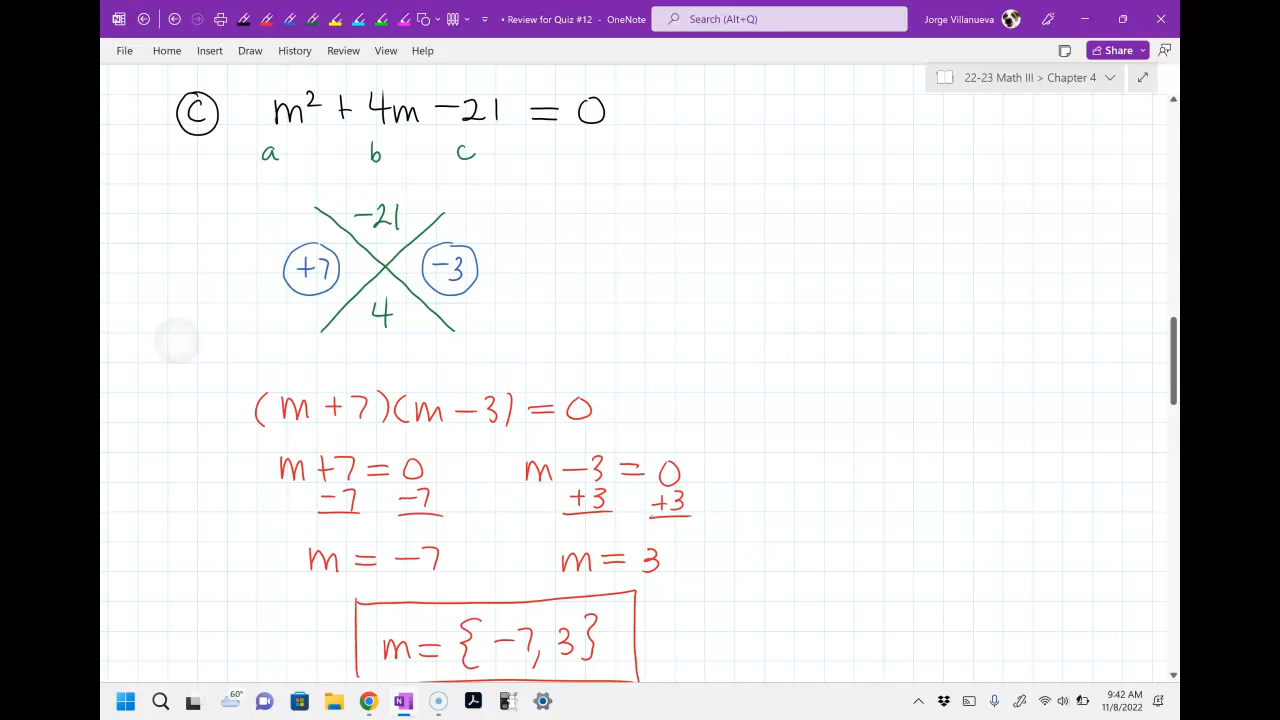 Review for Quiz #12 - OneNote
Search (Alt+Q)
Jorge Villanueva
File Home Insert Draw History Review View Help
Share
22-23 Math III > Chapter 4
C m² + 4m - 21 = 0
a b c
-21
+7 -3
4
(m + 7)(m - 3) = 0
m + 7 = 0 m - 3 = 0
-7 -7 +3 +3
m = -7 m = 3
m = { -7, 3 }
60°
9:42 AM
11/8/2022